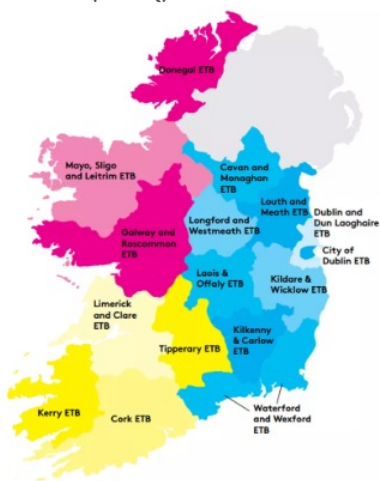 Donegal ETB
Mayo, Sligo
and Leitrim ETB
Cavan and
Monaghan
ETB
Louth and
Meath ETB
Dublin and
Dun Laoghaire
ETB
Longford and
Westmeath ETB
Galway and
Roscommon
ETB
City of
Dublin ETB
Laois &
Offaly ETB
Kildare &
Wicklow ETB
Limerick
and Clare
ETB
Tipperary ETB
Kilkenny
& Carlow
ETB
Kerry ETB
Cork ETB
Waterford
and Wexford
ETB